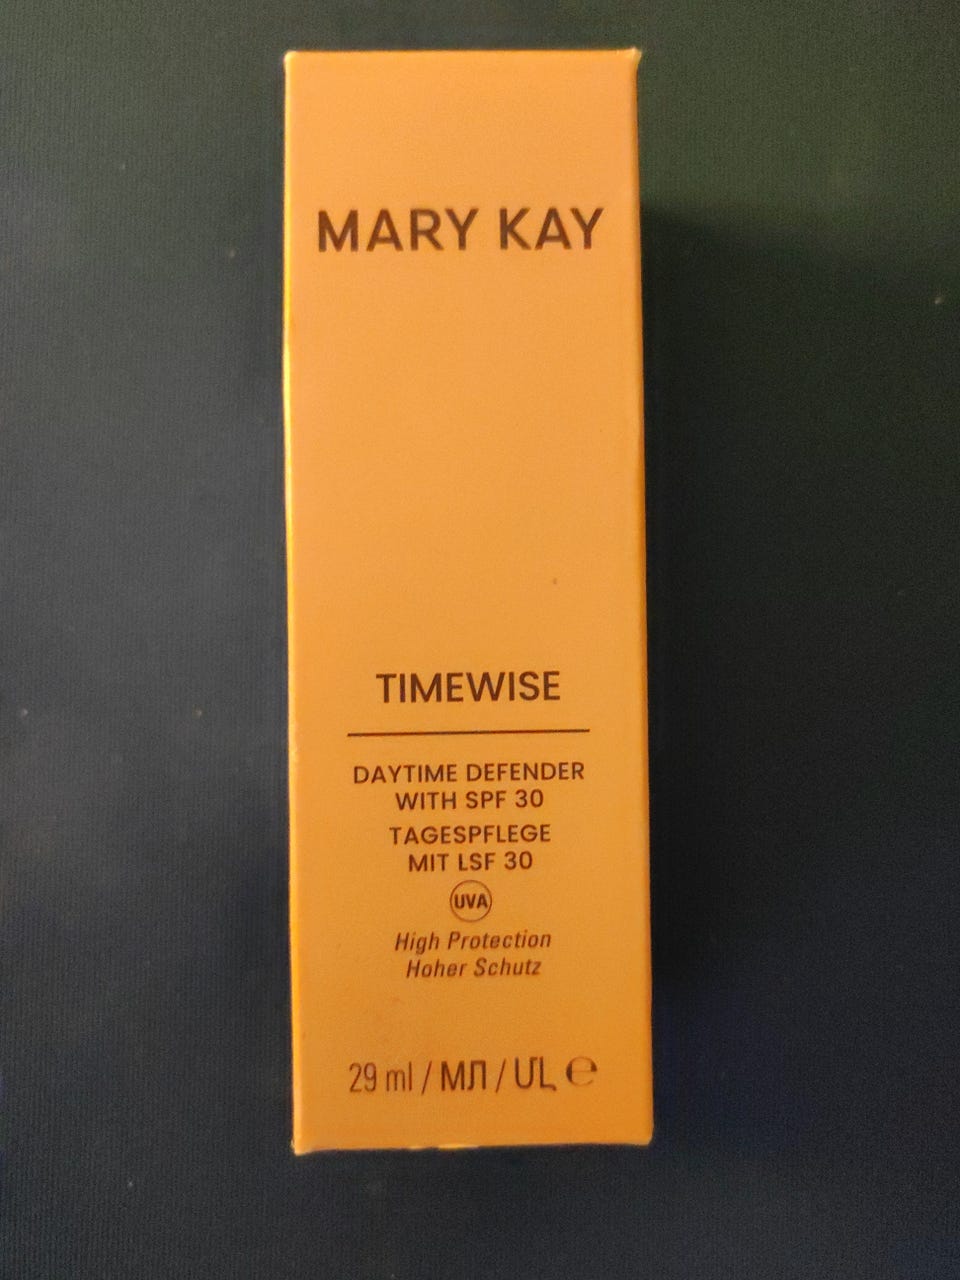 MARY KAY
TIMEWISE
DAYTIME DEFENDER
WITH SPF 30
TAGESPFLEGE
MIT LSF 30
UVA
High Protection
Hoher Schutz
29 ml / МЛ / ՄԼ ℮